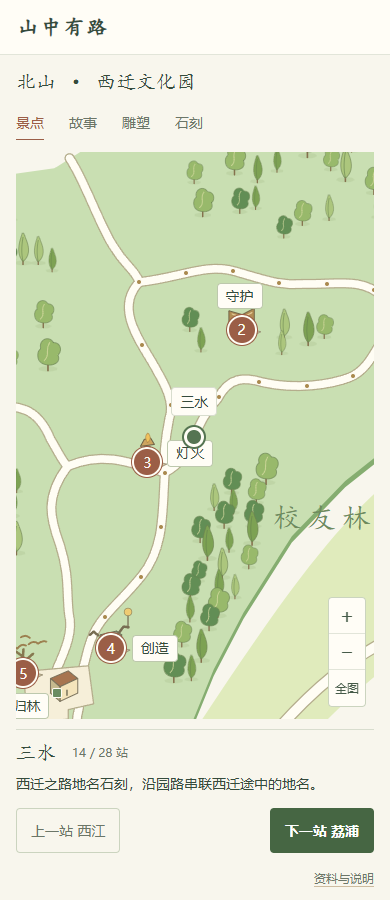 山中有路
北山 • 西迁文化园
景点 故事 雕塑 石刻
守护
2
三水
灯火
3
校友林
+
−
全图
4
创造
5
归林
三水 14 / 28 站
西迁之路地名石刻，沿园路串联西迁途中的地名。
上一站 西江
下一站 荔浦
资料与说明